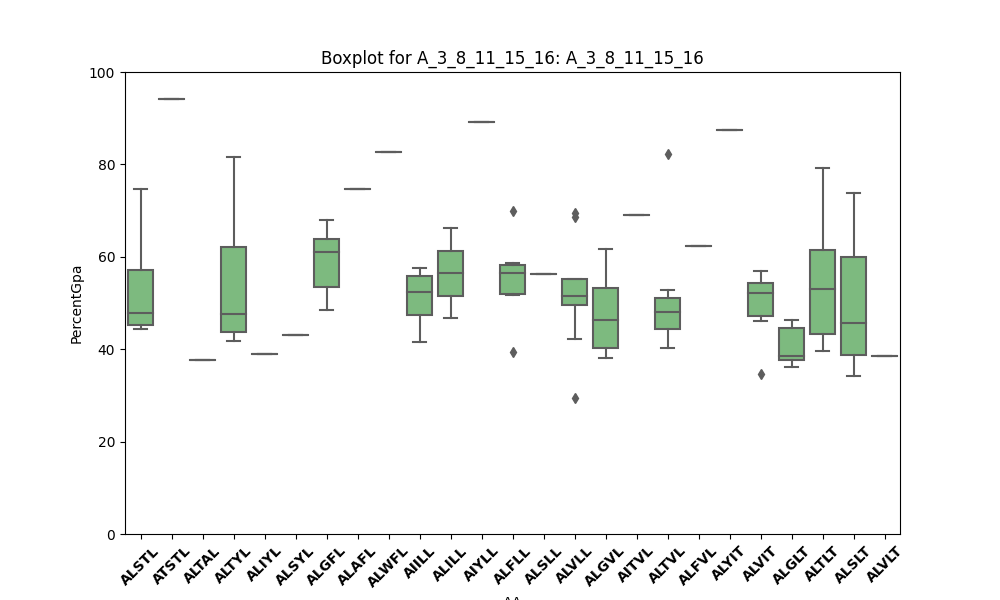 Boxplot for A_3_8_11_15_16: A_3_8_11_15_16
PercentGpa
100
80
60
40
20
0
ALSTL
ATSTL
ALTAL
ALTYL
ALIYL
ALSYL
ALGFL
ALAFL
ALWFL
AIILL
ALILL
AIYLL
ALFLL
ALSLL
ALVLL
ALGVL
AITVL
ALTVL
ALFVL
ALYIT
ALVIT
ALGLT
ALTLT
ALSLT
ALVLT